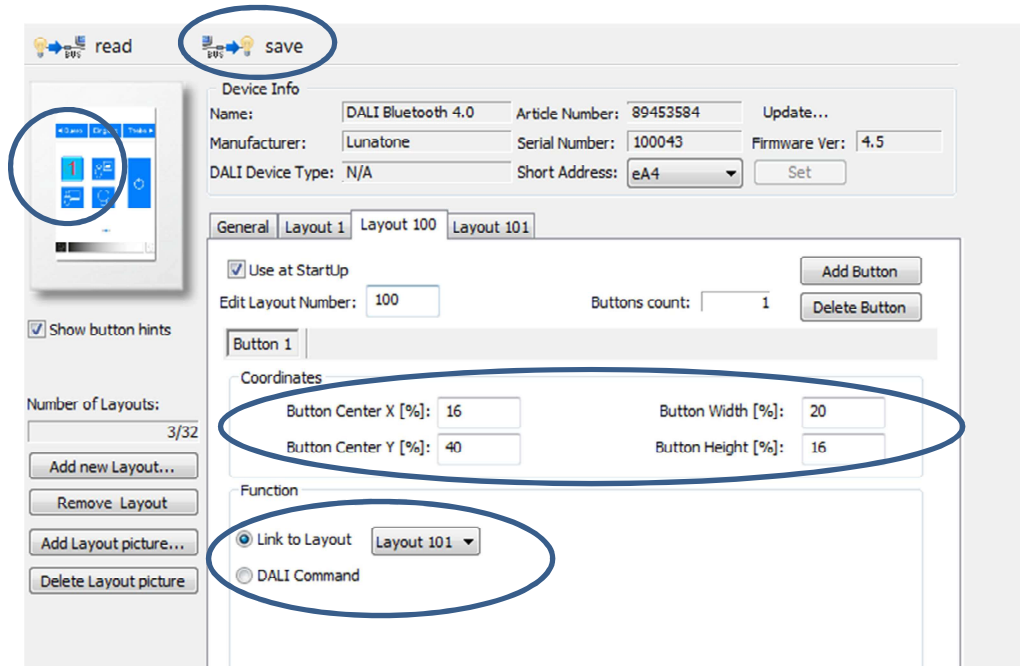 read
save
Device Info
Name: DALI Bluetooth 4.0 Article Number: 89453584 Update...
Manufacturer: Lunatone Serial Number: 100043 Firmware Ver: 4.5
DALI Device Type: N/A Short Address: eA4 Set
General Layout 1 Layout 100 Layout 101
Use at StartUp Add Button
Edit Layout Number: 100 Buttons count: 1 Delete Button
1
Show button hints
Button 1
Coordinates
Button Center X [%]: 16 Button Width [%]: 20
Button Center Y [%]: 40 Button Height [%]: 16
Number of Layouts:
3/32
Add new Layout...
Remove Layout
Add Layout picture...
Delete Layout picture
Function
Link to Layout Layout 101
DALI Command